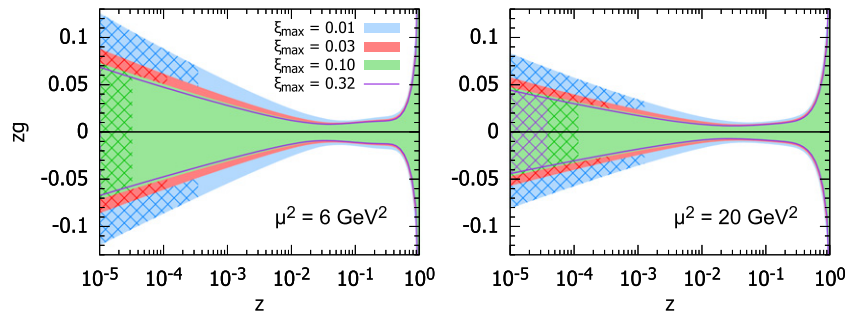 0.1
0.05
0
-0.05
-0.1
zg
ξmax = 0.01
ξmax = 0.03
ξmax = 0.10
ξmax = 0.32
μ² = 6 GeV²
10⁻⁵ 10⁻⁴ 10⁻³ 10⁻² 10⁻¹ 10⁰
z
0.1
0.05
0
-0.05
-0.1
μ² = 20 GeV²
10⁻⁵ 10⁻⁴ 10⁻³ 10⁻² 10⁻¹ 10⁰
z